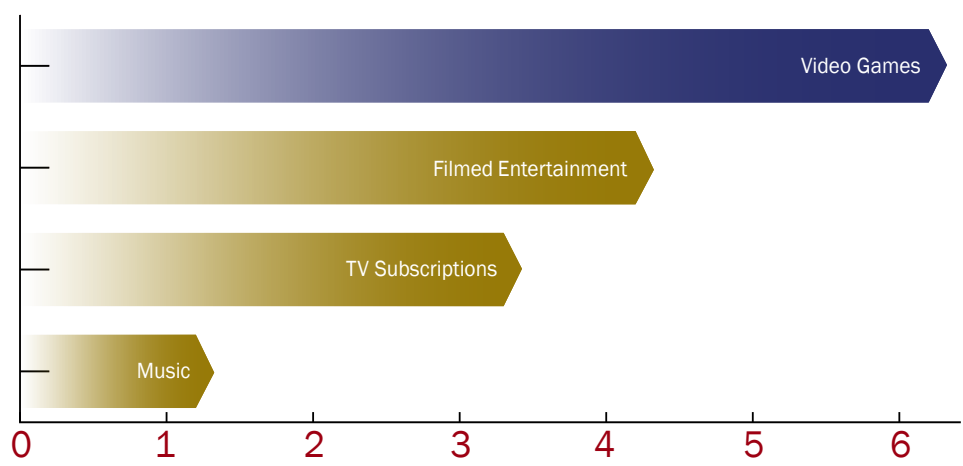 Video Games
Filmed Entertainment
TV Subscriptions
Music
0 1 2 3 4 5 6